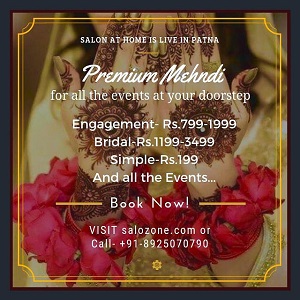 SALON AT HOME IS LIVE IN PATNA
Premium Mehndi
for all the events at your doorstep
Engagement- Rs.799-1999
Bridal-Rs.1199-3499
Simple-Rs.199
And all the Events...
Book Now!
VISIT salozone.com or
Call- +91-8925070790